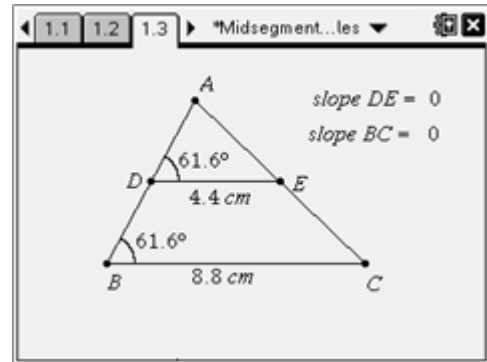 1.1 1.2 1.3 *Midsegment...les
A
slope DE = 0
slope BC = 0
61.6°
D E
4.4 cm
61.6°
B 8.8 cm C